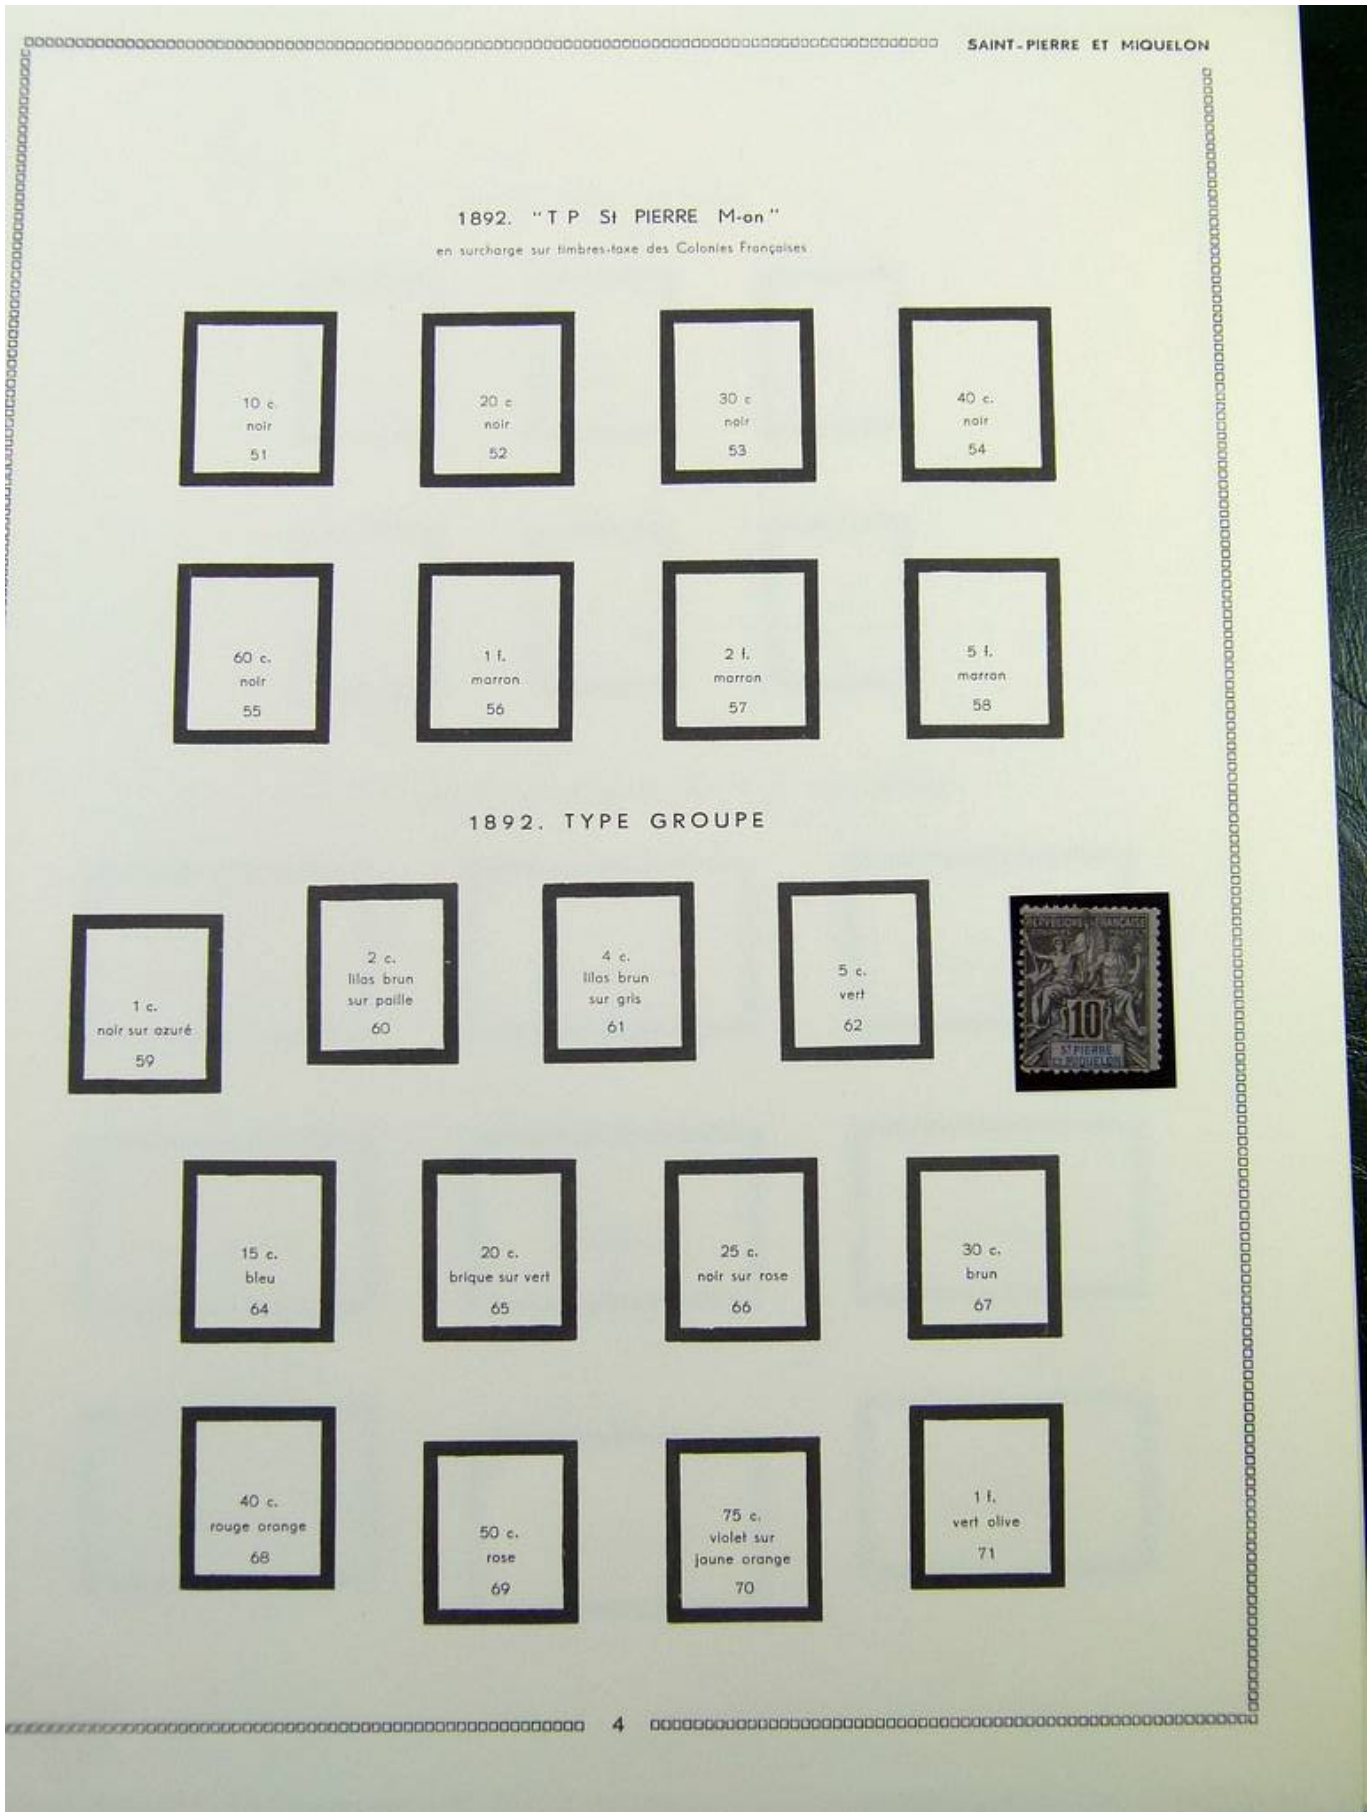 SAINT-PIERRE ET MIQUELON
1892. "T P St PIERRE M-on"
en surcharge sur timbres-taxe des Colonies Françaises
10 c.
noir
51
20 c
noir
52
30 c
noir
53
40 c.
noir
54
60 c.
noir
55
1 f.
marron
56
2 f.
marron
57
5 f.
marron
58
1892. TYPE GROUPE
1 c.
noir sur azuré
59
2 c.
lilas brun
sur paille
60
4 c.
lilas brun
sur gris
61
5 c.
vert
62
REPUBLIQUE FRANÇAISE
10
ST PIERRE
ET MIQUELON
15 c.
bleu
64
20 c.
brique sur vert
65
25 c.
noir sur rose
66
30 c.
brun
67
40 c.
rouge orange
68
50 c.
rose
69
75 c.
violet sur
jaune orange
70
1 f.
vert olive
71
4